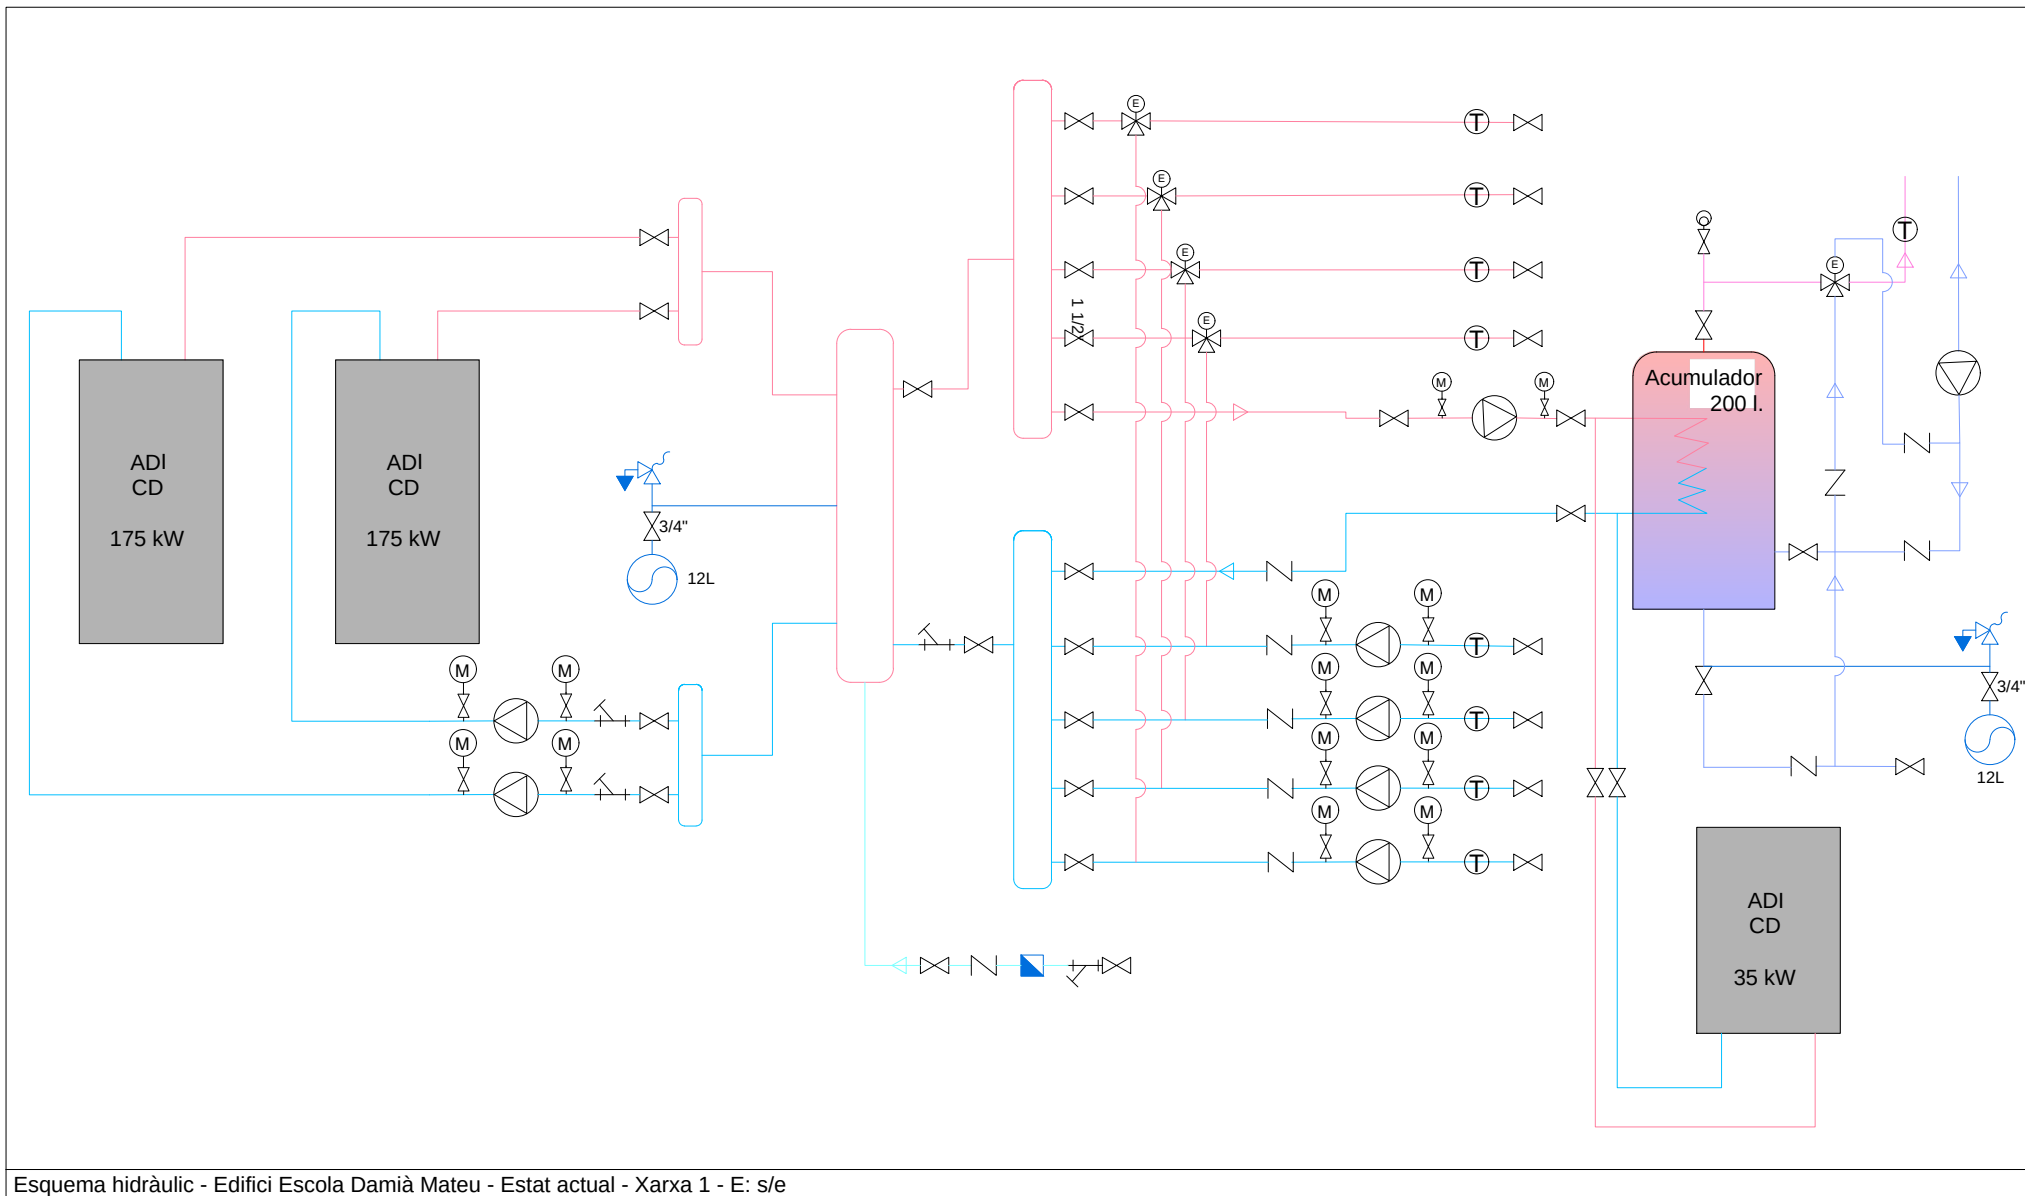 E
T
E
T
E
T
1 1/2"
E
T
M
M
E
T
Acumulador
200 l.
ADI
CD
175 kW
ADI
CD
175 kW
3/4"
12L
M
M
T
M
M
T
M
M
T
M
M
T
M
M
M
M
3/4"
12L
ADI
CD
35 kW
Esquema hidràulic - Edifici Escola Damià Mateu - Estat actual - Xarxa 1 - E: s/e